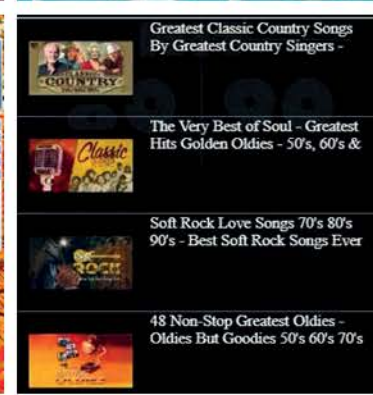 Greatest Classic Country Songs
By Greatest Country Singers -
COUNTRY
The Very Best of Soul - Greatest
Hits Golden Oldies - 50's, 60's &
Classic
Soft Rock Love Songs 70's 80's
90's - Best Soft Rock Songs Ever
ROCK
48 Non-Stop Greatest Oldies -
Oldies But Goodies 50's 60's 70's